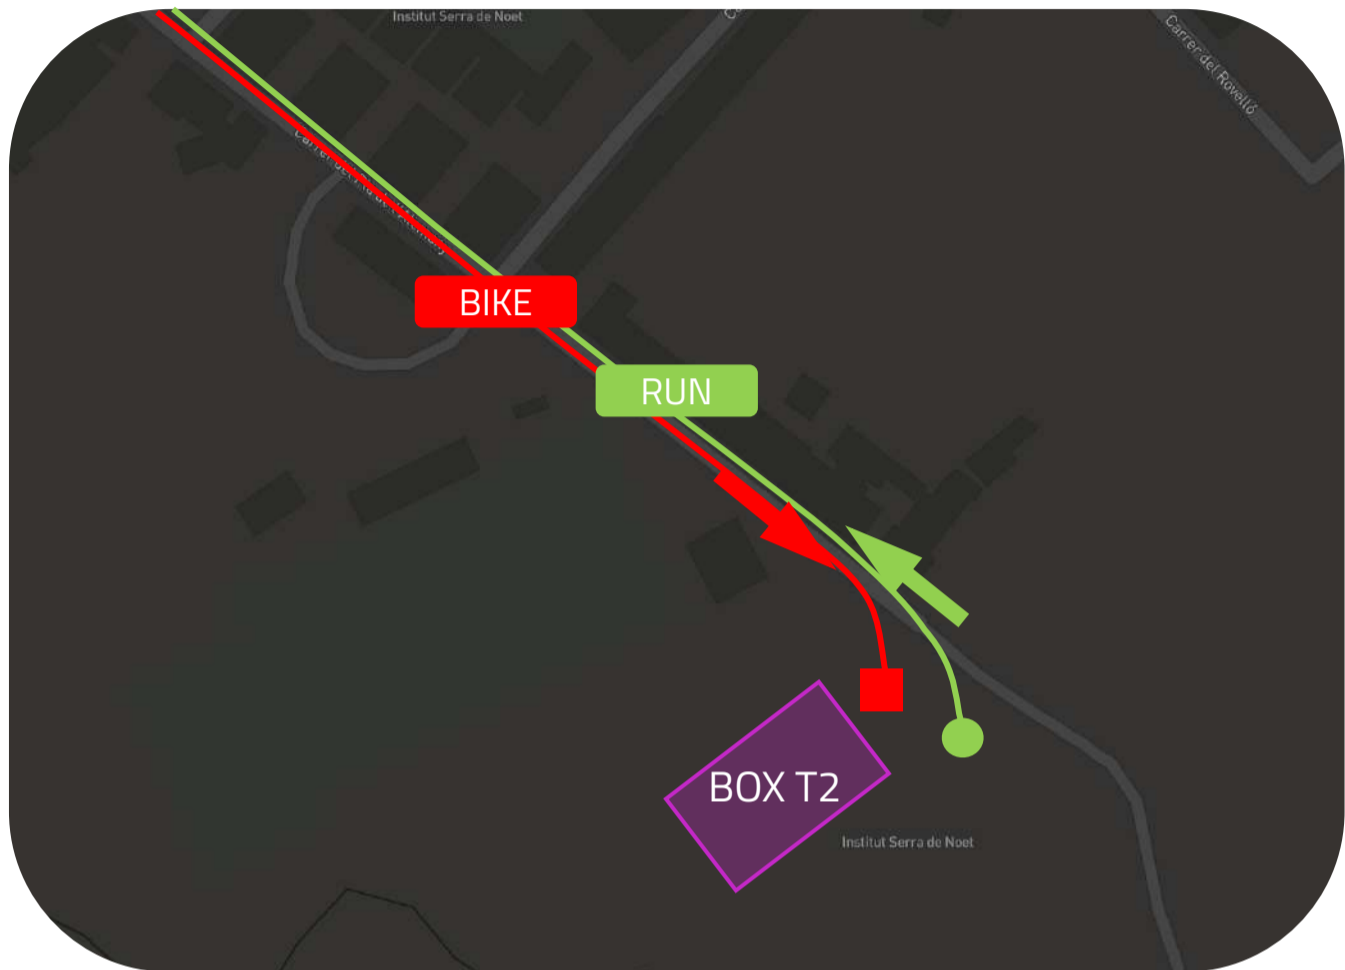 Institut Serra de Noet
Carrer del Rovelló
BIKE
RUN
BOX T2
Institut Serra de Noet